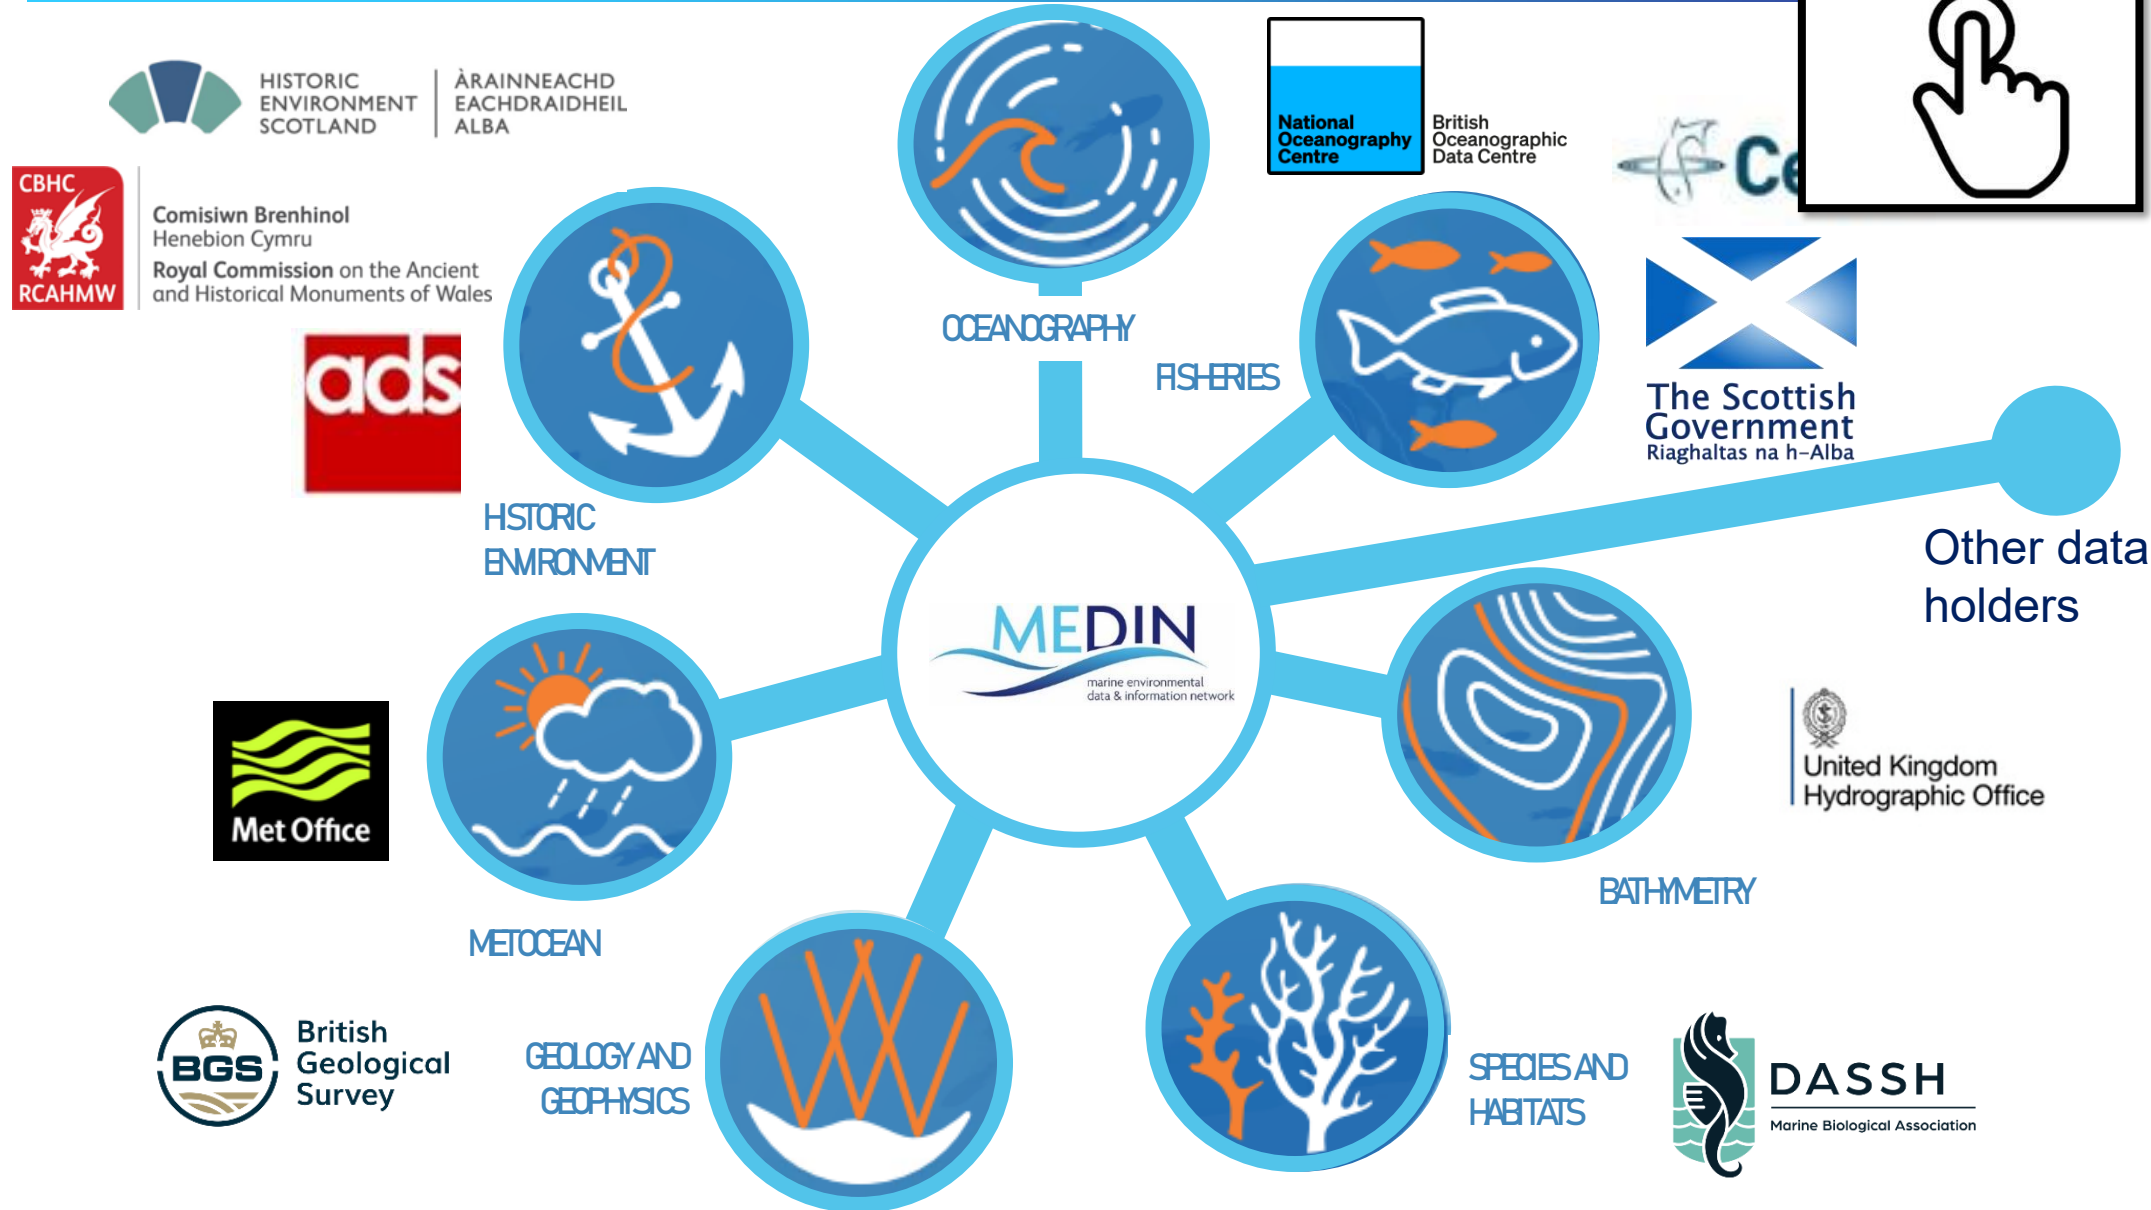 HISTORIC
ENVIRONMENT
SCOTLAND
ÀRAINNEACHD
EACHDRAIDHEIL
ALBA
National
Oceanography
Centre
British
Oceanographic
Data Centre
CBHC
RCAHMW
Comisiwn Brenhinol
Henebion Cymru
Royal Commission on the Ancient
and Historical Monuments of Wales
ads
OCEANOGRAPHY
FISHERIES
The Scottish
Government
Riaghaltas na h-Alba
HISTORIC
ENVIRONMENT
Other data
holders
MEDIN
marine environmental
data & information network
United Kingdom
Hydrographic Office
Met Office
BATHYMETRY
METOCEAN
BGS
British
Geological
Survey
GEOLOGY AND
GEOPHYSICS
SPECIES AND
HABITATS
DASSH
Marine Biological Association